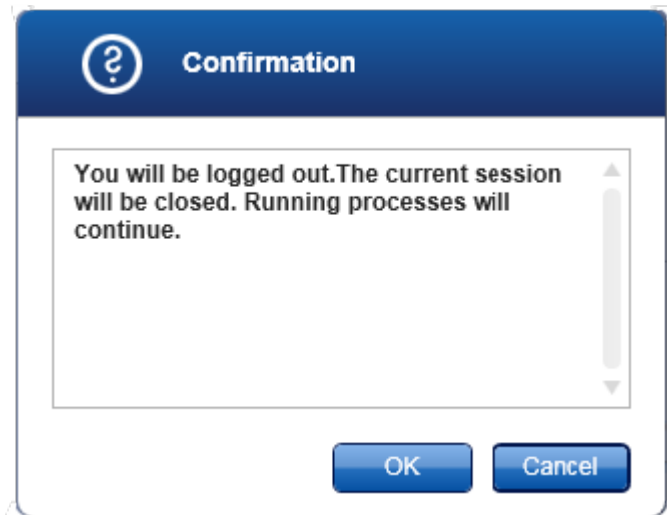 Confirmation
You will be logged out.The current session
will be closed. Running processes will
continue.
OK
Cancel